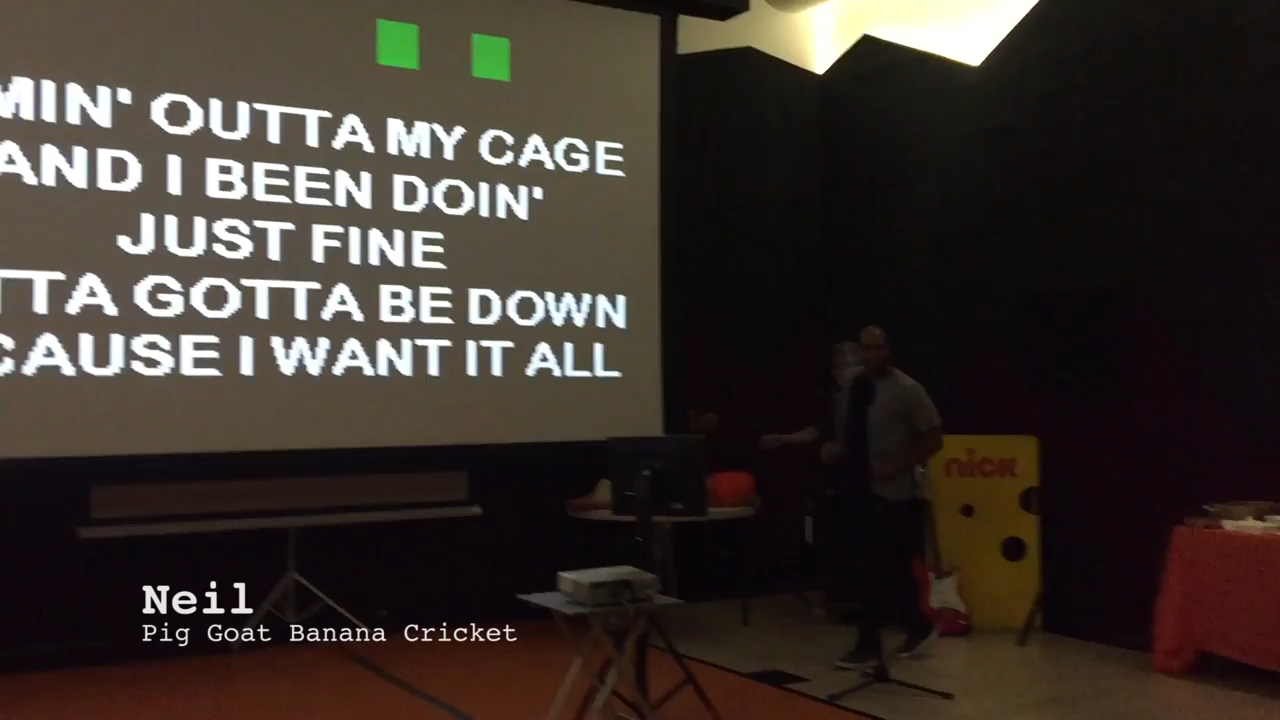 MIN' OUTTA MY CAGE
AND I BEEN DOIN'
JUST FINE
TTA GOTTA BE DOWN
CAUSE I WANT IT ALL
nick
Neil
Pig Goat Banana Cricket